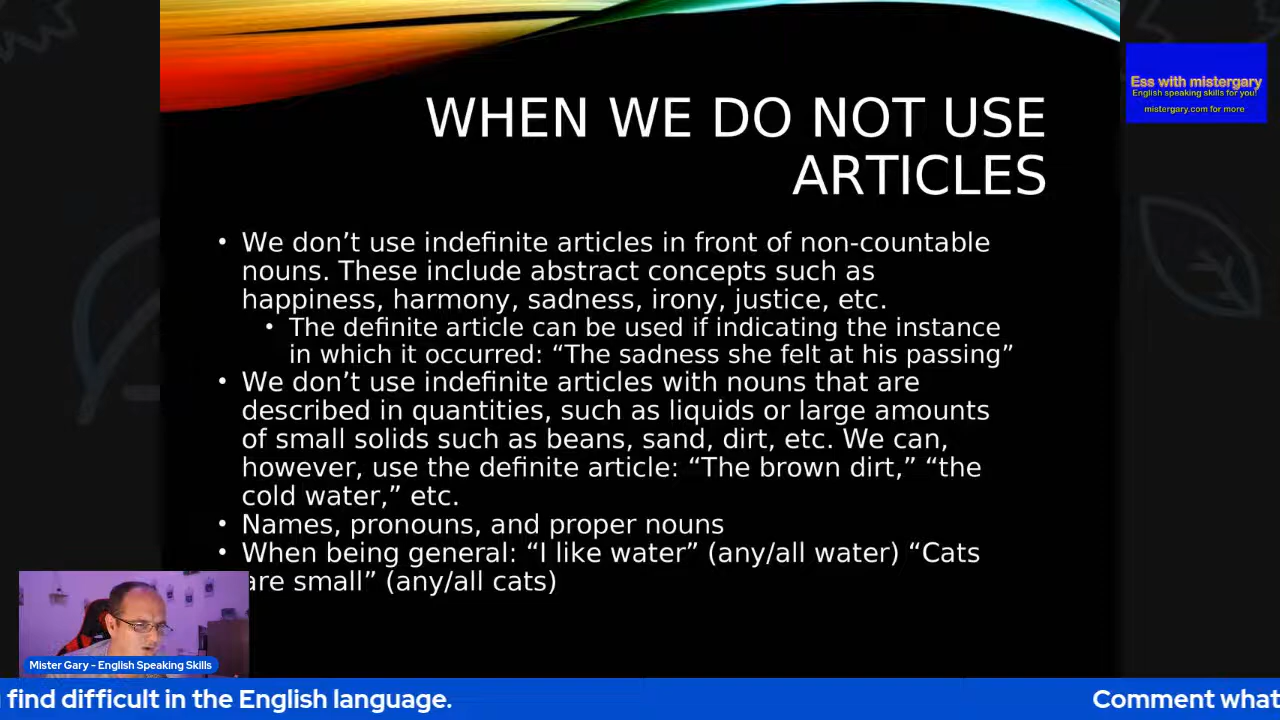 WHEN WE DO NOT USE
ARTICLES
Ess with mistergary
English speaking skills for you!
mistergary.com for more
• We don’t use indefinite articles in front of non-countable
nouns. These include abstract concepts such as
happiness, harmony, sadness, irony, justice, etc.
• The definite article can be used if indicating the instance
in which it occurred: “The sadness she felt at his passing”
• We don’t use indefinite articles with nouns that are
described in quantities, such as liquids or large amounts
of small solids such as beans, sand, dirt, etc. We can,
however, use the definite article: “The brown dirt,” “the
cold water,” etc.
• Names, pronouns, and proper nouns
• When being general: “I like water” (any/all water) “Cats
are small” (any/all cats)
Mister Gary - English Speaking Skills
find difficult in the English language.
Comment what